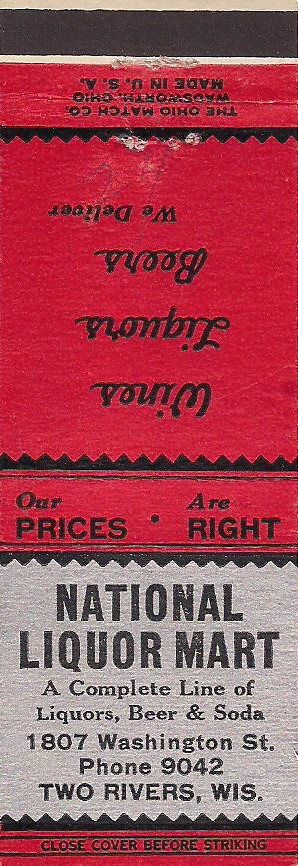 THE OHIO MATCH CO.
WADSWORTH, OHIO
MADE IN U. S. A.
Wines
Liquors
Beers
We Deliver
Our Are
PRICES • RIGHT
NATIONAL
LIQUOR MART
A Complete Line of
Liquors, Beer & Soda
1807 Washington St.
Phone 9042
TWO RIVERS, WIS.
CLOSE COVER BEFORE STRIKING